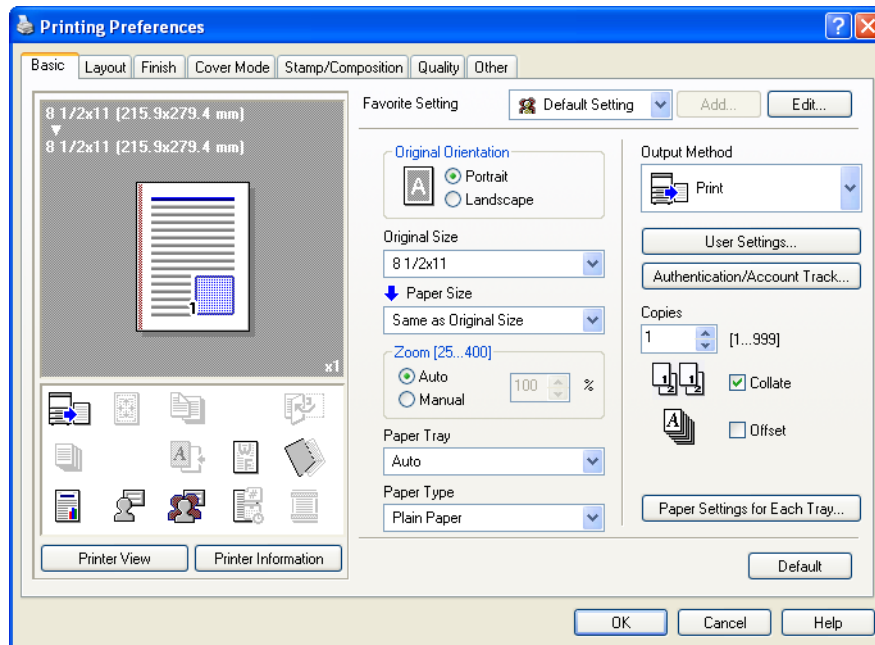 Printing Preferences
Basic Layout Finish Cover Mode Stamp/Composition Quality Other
8 1/2x11 (215.9x279.4 mm)
8 1/2x11 (215.9x279.4 mm)
1
x1
Printer View Printer Information
Favorite Setting Default Setting Add... Edit...
Original Orientation
A
Portrait
Landscape
Original Size
8 1/2x11
Paper Size
Same as Original Size
Zoom [25...400]
Auto
Manual
100 %
Paper Tray
Auto
Paper Type
Plain Paper
Output Method
Print
User Settings...
Authentication/Account Track...
Copies
1 [1...999]
Collate
Offset
Paper Settings for Each Tray...
Default
OK Cancel Help